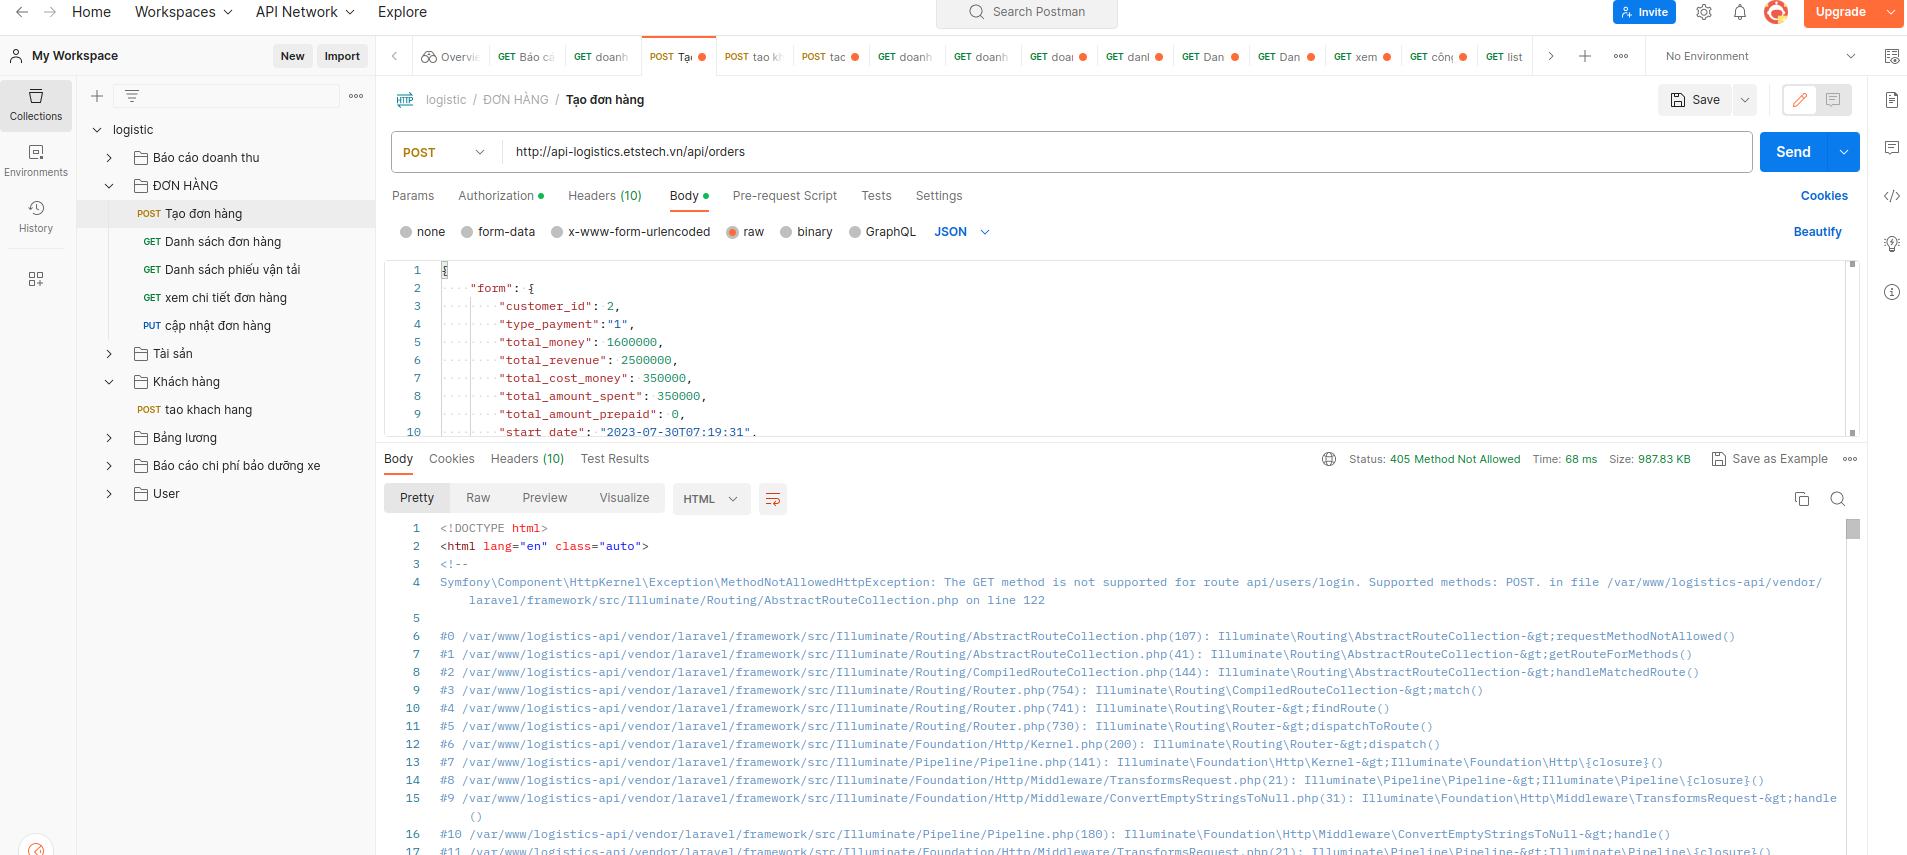 Home Workspaces API Network Explore Search Postman Invite Upgrade
My Workspace New Import Overvie GET Báo cá GET doanh POST Tạo POST tao kh POST tao GET doanh GET doanh GET doa GET danh GET Dan GET Dan GET xem GET côn GET list No Environment
Collections
Environments
History
logistic
Báo cáo doanh thu
ĐƠN HÀNG
POST Tạo đơn hàng
GET Danh sách đơn hàng
GET Danh sách phiếu vận tải
GET xem chi tiết đơn hàng
PUT cập nhật đơn hàng
Tài sản
Khách hàng
POST tao khach hang
Bảng lương
Báo cáo chi phí bảo dưỡng xe
User
HTTP logistic / ĐƠN HÀNG / Tạo đơn hàng Save
POST http://api-logistics.etstech.vn/api/orders Send
Params Authorization Headers (10) Body Pre-request Script Tests Settings Cookies
none form-data x-www-form-urlencoded raw binary GraphQL JSON Beautify
1 {
2 "form": {
3 "customer_id": 2,
4 "type_payment":"1",
5 "total_money": 1600000,
6 "total_revenue": 2500000,
7 "total_cost_money": 350000,
8 "total_amount_spent": 350000,
9 "total_amount_prepaid": 0,
10 "start_date": "2023-07-30T07:19:31",
Body Cookies Headers (10) Test Results Status: 405 Method Not Allowed Time: 68 ms Size: 987.83 KB Save as Example
Pretty Raw Preview Visualize HTML
1 <!DOCTYPE html>
2 <html lang="en" class="auto">
3 <!--
4 Symfony\Component\HttpKernel\Exception\MethodNotAllowedHttpException: The GET method is not supported for route api/users/login. Supported methods: POST. in file /var/www/logistics-api/vendor/
laravel/framework/src/Illuminate/Routing/AbstractRouteCollection.php on line 122
5
6 #0 /var/www/logistics-api/vendor/laravel/framework/src/Illuminate/Routing/AbstractRouteCollection.php(107): Illuminate\Routing\AbstractRouteCollection-&gt;requestMethodNotAllowed()
7 #1 /var/www/logistics-api/vendor/laravel/framework/src/Illuminate/Routing/AbstractRouteCollection.php(41): Illuminate\Routing\AbstractRouteCollection-&gt;getRouteForMethods()
8 #2 /var/www/logistics-api/vendor/laravel/framework/src/Illuminate/Routing/CompiledRouteCollection.php(144): Illuminate\Routing\AbstractRouteCollection-&gt;handleMatchedRoute()
9 #3 /var/www/logistics-api/vendor/laravel/framework/src/Illuminate/Routing/Router.php(754): Illuminate\Routing\CompiledRouteCollection-&gt;match()
10 #4 /var/www/logistics-api/vendor/laravel/framework/src/Illuminate/Routing/Router.php(741): Illuminate\Routing\Router-&gt;findRoute()
11 #5 /var/www/logistics-api/vendor/laravel/framework/src/Illuminate/Routing/Router.php(730): Illuminate\Routing\Router-&gt;dispatchToRoute()
12 #6 /var/www/logistics-api/vendor/laravel/framework/src/Illuminate/Foundation/Http/Kernel.php(200): Illuminate\Routing\Router-&gt;dispatch()
13 #7 /var/www/logistics-api/vendor/laravel/framework/src/Illuminate/Pipeline/Pipeline.php(141): Illuminate\Foundation\Http\Kernel-&gt;Illuminate\Foundation\Http\{closure}()
14 #8 /var/www/logistics-api/vendor/laravel/framework/src/Illuminate/Foundation/Http/Middleware/TransformsRequest.php(21): Illuminate\Pipeline\Pipeline-&gt;Illuminate\Pipeline\{closure}()
15 #9 /var/www/logistics-api/vendor/laravel/framework/src/Illuminate/Foundation/Http/Middleware/ConvertEmptyStringsToNull.php(31): Illuminate\Foundation\Http\Middleware\TransformsRequest-&gt;handle
()
16 #10 /var/www/logistics-api/vendor/laravel/framework/src/Illuminate/Pipeline/Pipeline.php(180): Illuminate\Foundation\Http\Middleware\ConvertEmptyStringsToNull-&gt;handle()
17 #11 /var/www/logistics-api/vendor/laravel/framework/src/Illuminate/Foundation/Http/Middleware/TransformsRequest.php(21): Illuminate\Pipeline\Pipeline-&gt;Illuminate\Pipeline\{closure}()